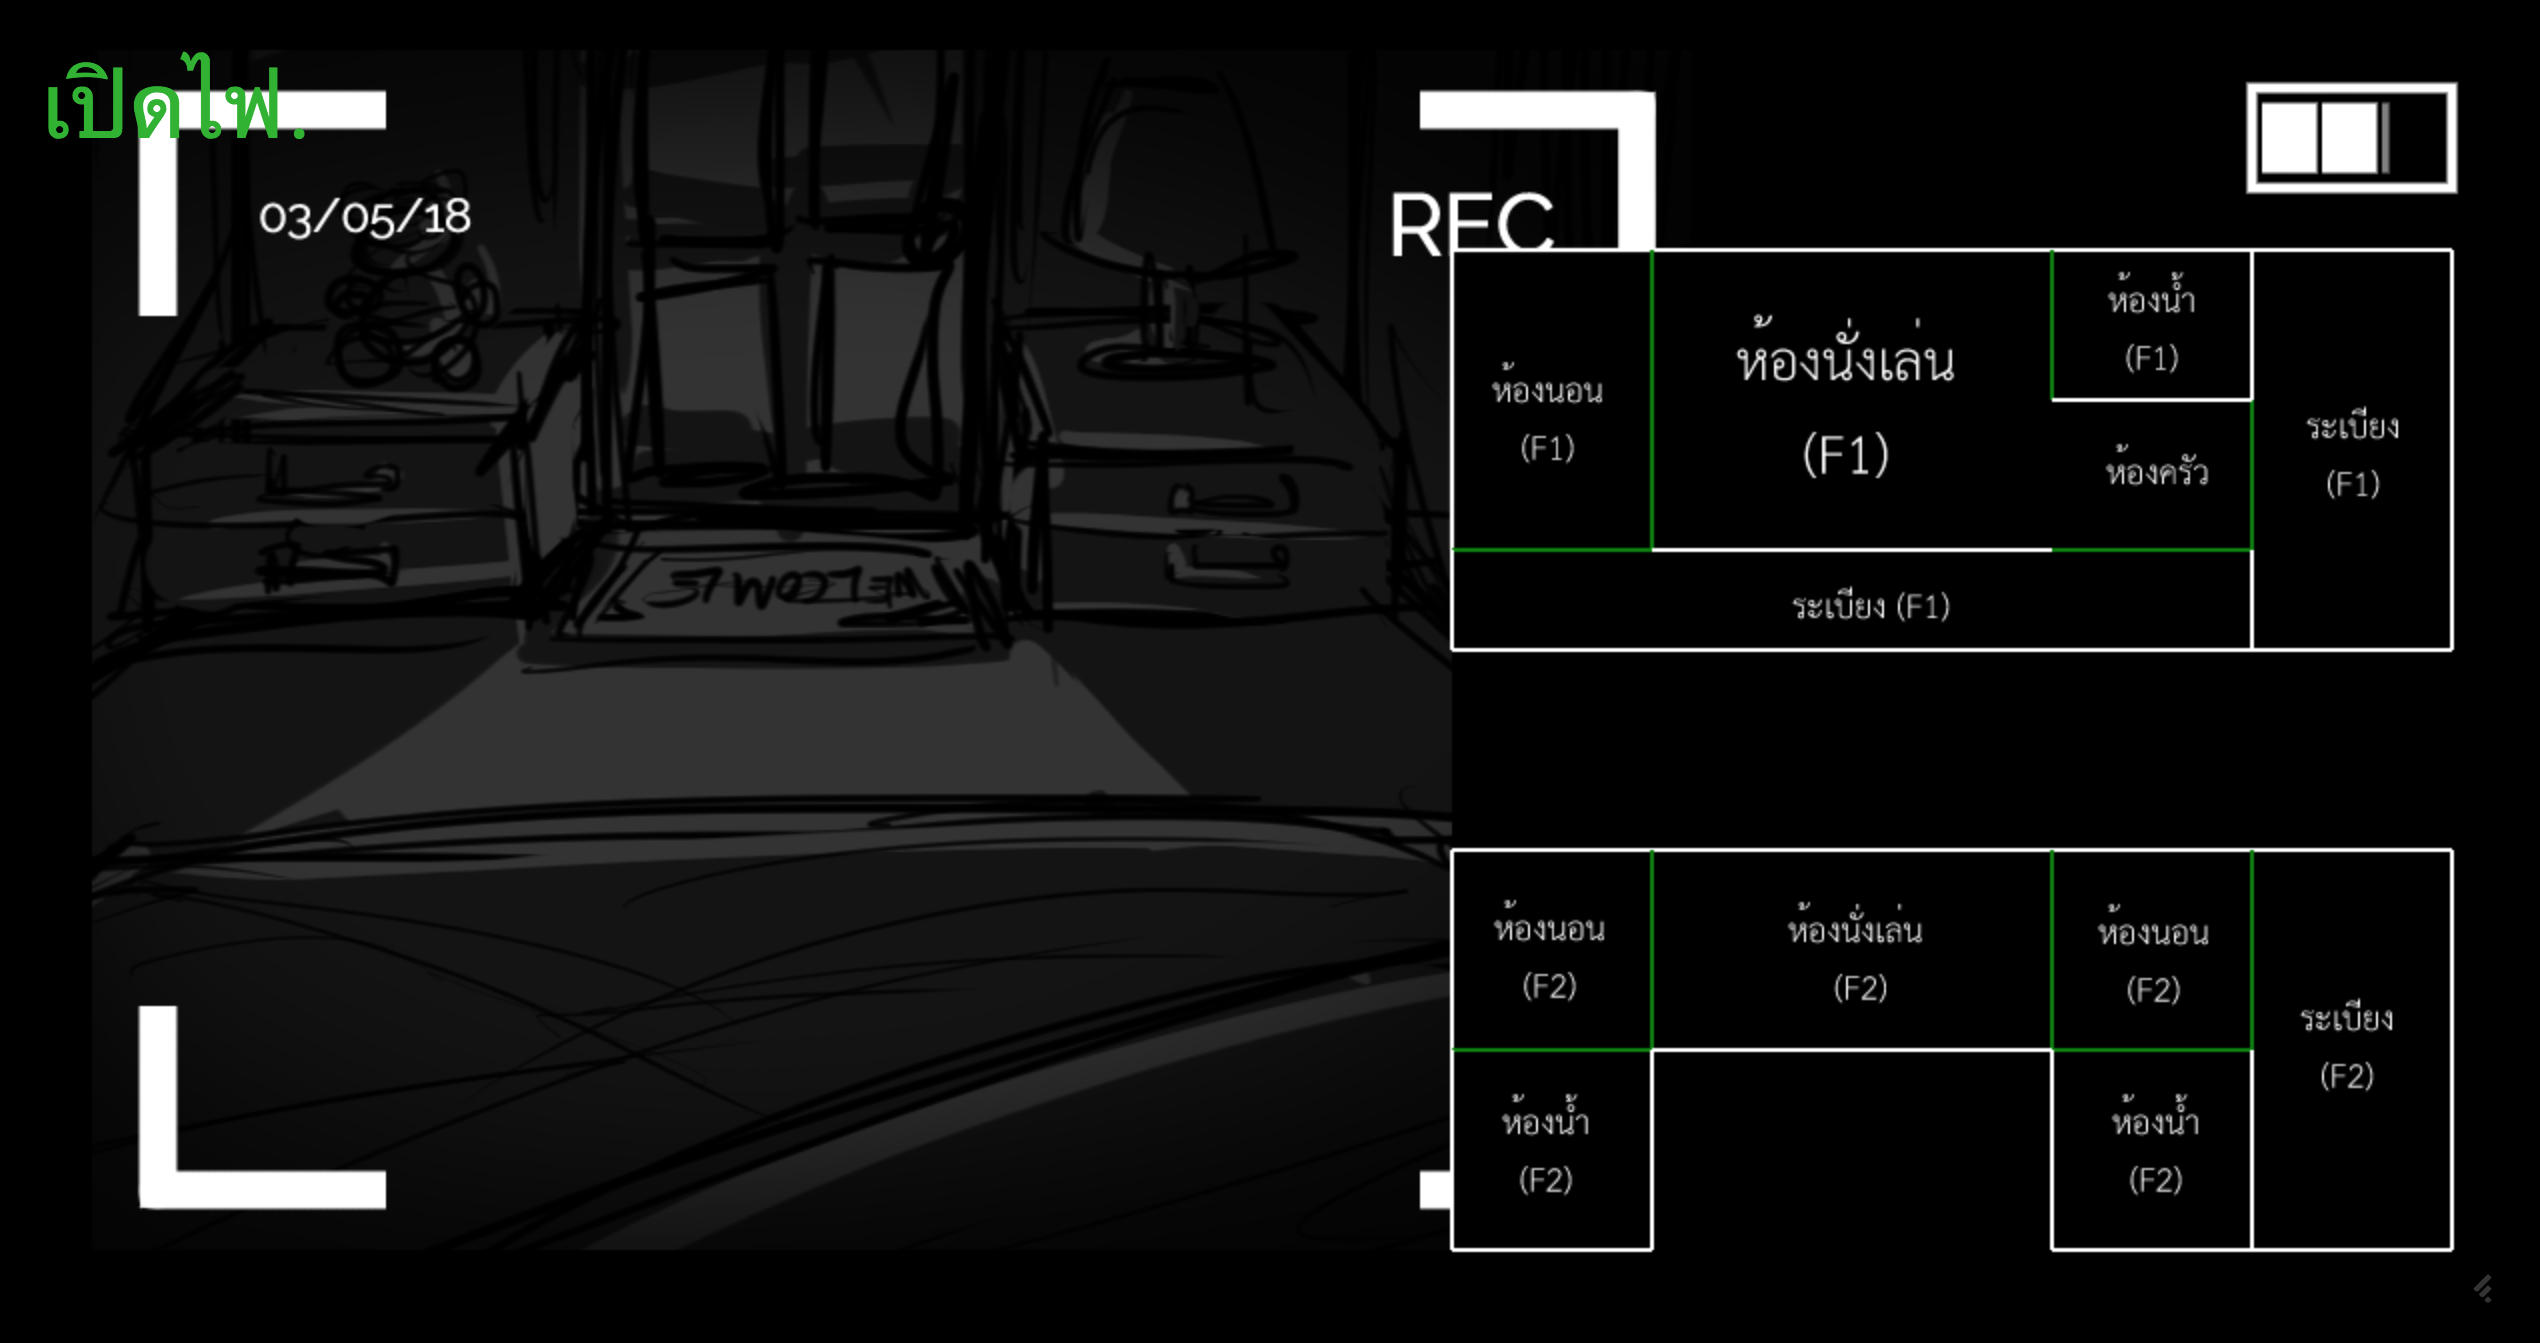 เปิดไฟ.
03/05/18
REC
ห้องนอน
(F1)
ห้องนั่งเล่น
(F1)
ห้องน้ำ
(F1)
ห้องครัว
ระเบียง
(F1)
ระเบียง (F1)
WELCOME
ห้องนอน
(F2)
ห้องนั่งเล่น
(F2)
ห้องนอน
(F2)
ระเบียง
(F2)
ห้องน้ำ
(F2)
ห้องน้ำ
(F2)